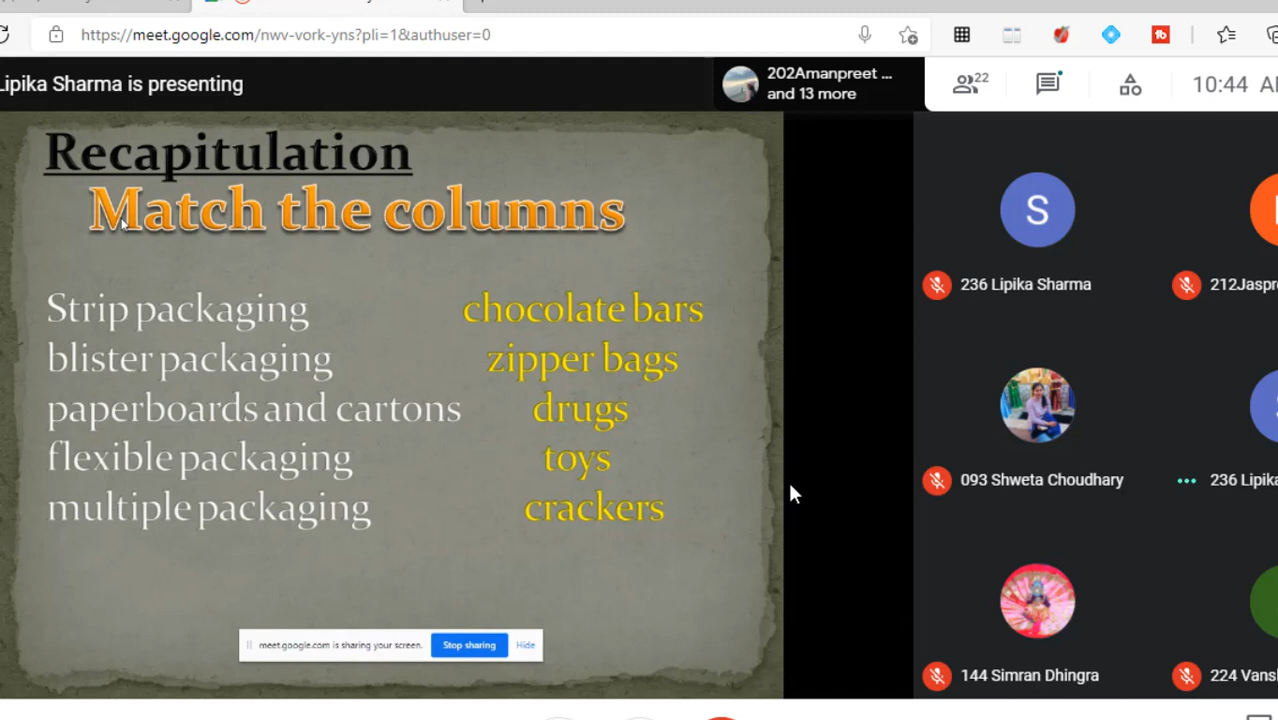 https://meet.google.com/nwv-vork-yns?pli=1&authuser=0
Lipika Sharma is presenting
202Amanpreet ...
and 13 more
22
10:44
Recapitulation
Match the columns
Strip packaging chocolate bars
blister packaging zipper bags
paperboards and cartons drugs
flexible packaging toys
multiple packaging crackers
meet.google.com is sharing your screen. Stop sharing Hide
S
236 Lipika Sharma
212Jaspre
093 Shweta Choudhary
236 Lipika
144 Simran Dhingra
224 Vansh